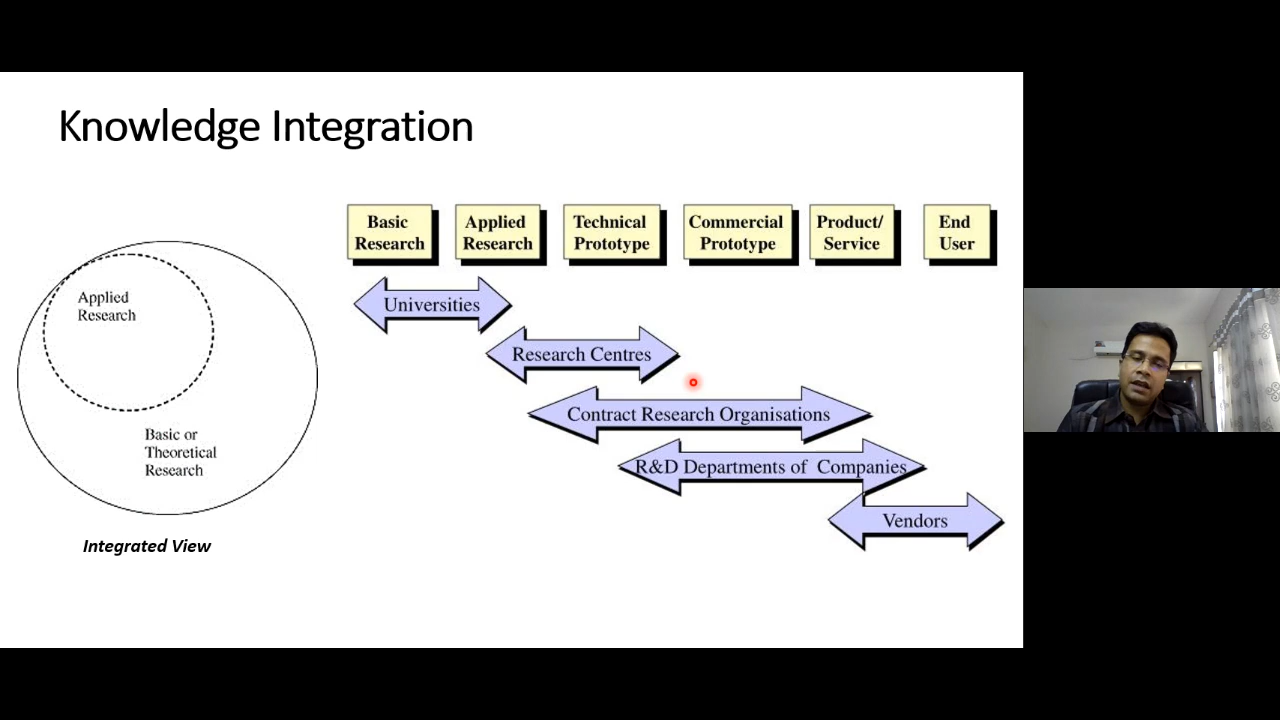 Knowledge Integration
Basic
Research
Applied
Research
Technical
Prototype
Commercial
Prototype
Product/
Service
End
User
Universities
Research Centres
Contract Research Organisations
R&D Departments of Companies
Vendors
Applied
Research
Basic or
Theoretical
Research
Integrated View